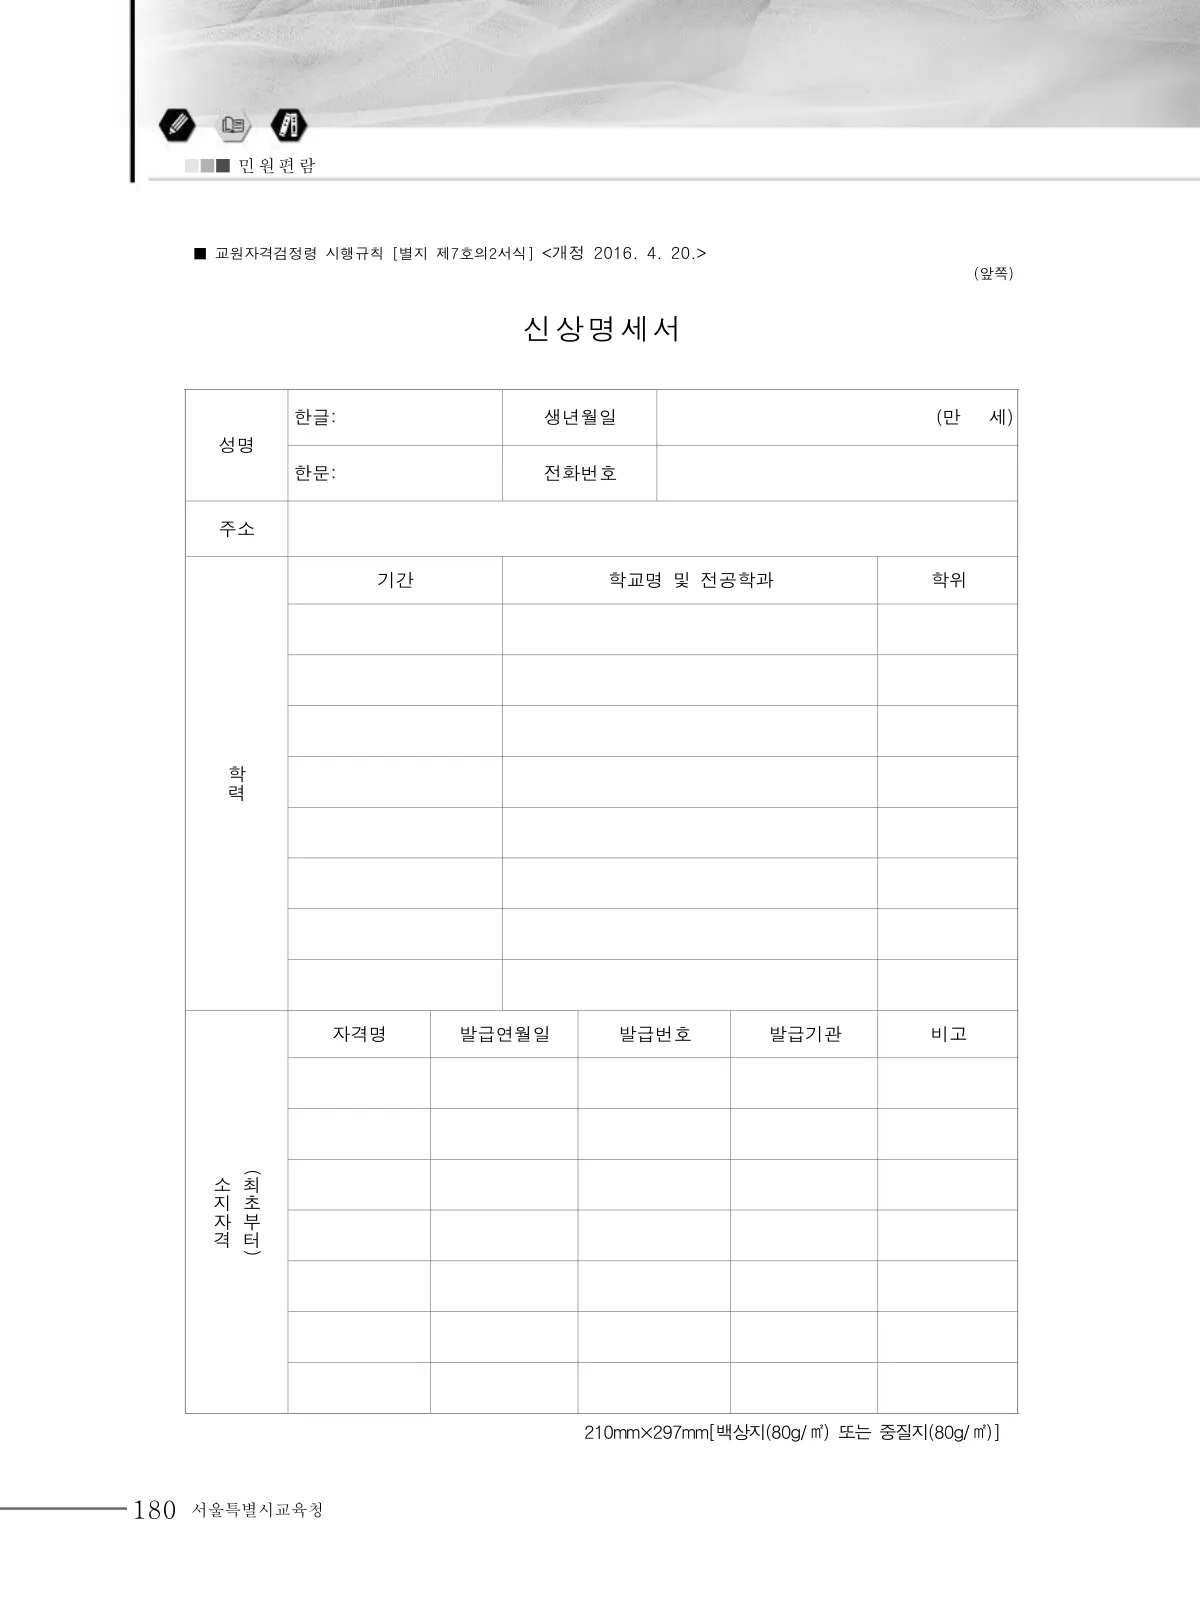 민원편람
■ 교원자격검정령 시행규칙 [별지 제7호의2서식] <개정 2016. 4. 20.>
(앞쪽)
신상명세서
성명
한글:
생년월일
(만 세)
한문:
전화번호
주소
학력
기간
학교명 및 전공학과
학위
소지자격
(최초부터)
자격명
발급연월일
발급번호
발급기관
비고
210mm×297mm[백상지(80g/㎡) 또는 중질지(80g/㎡)]
180 서울특별시교육청